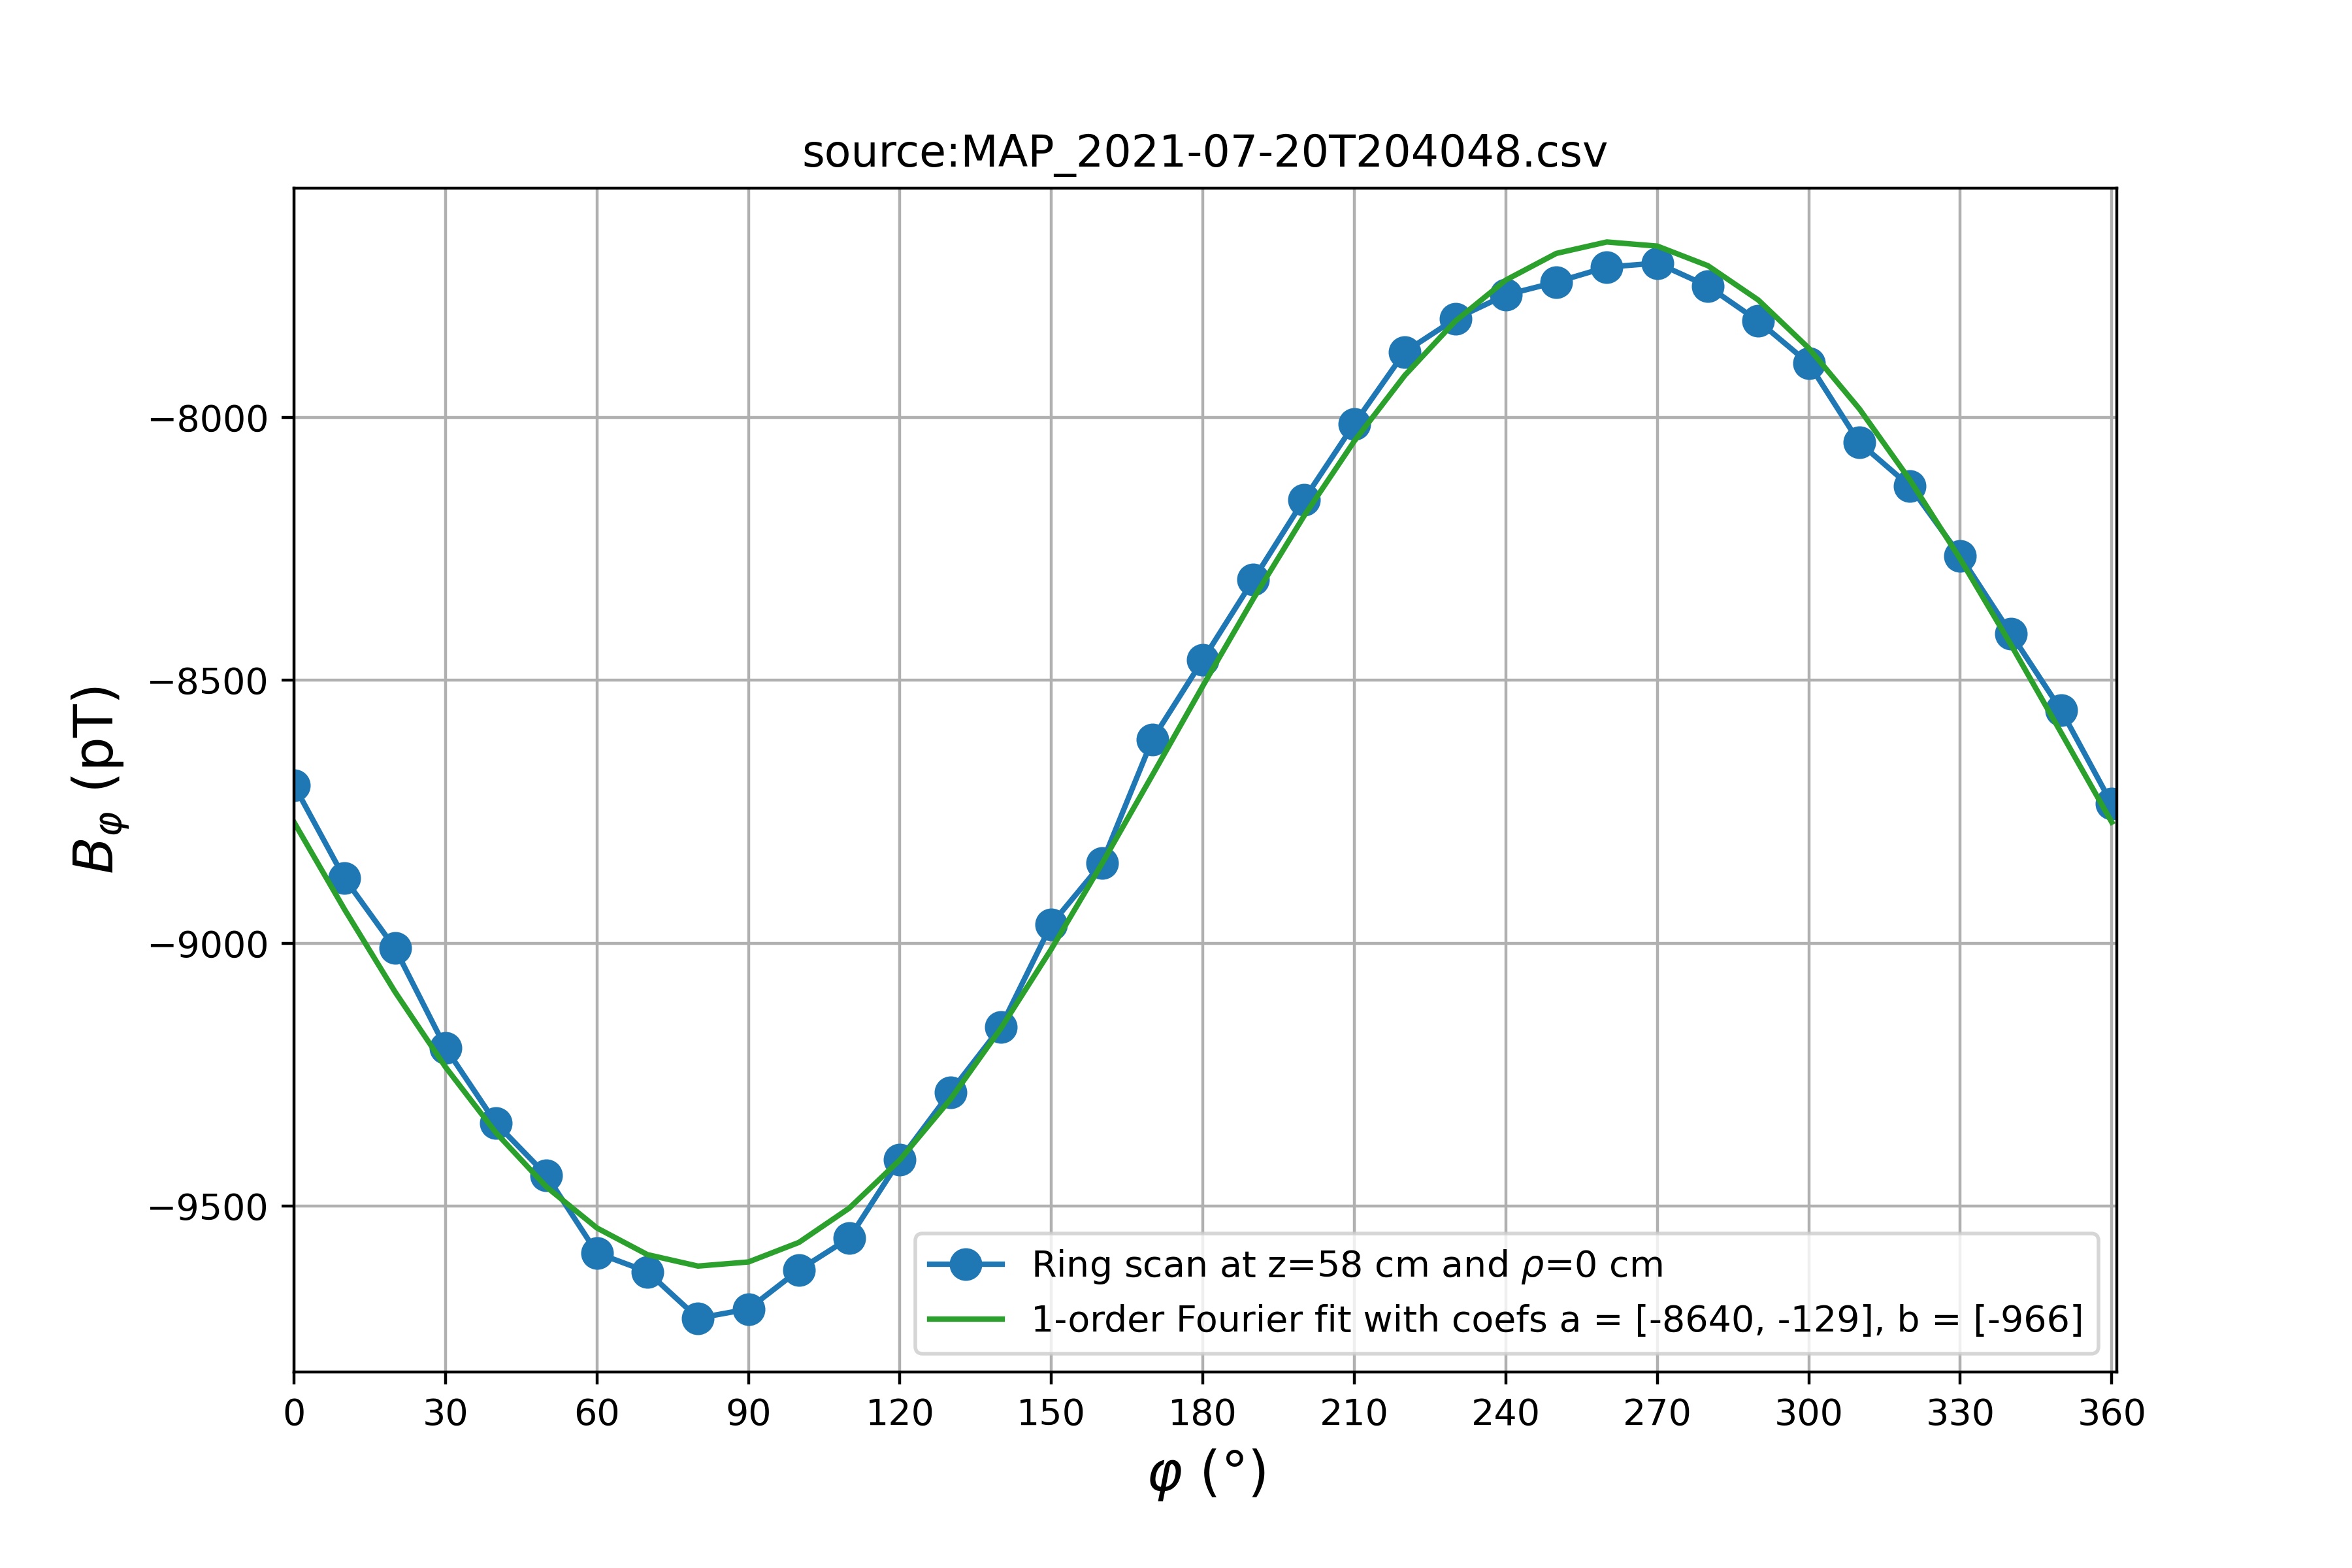 source:MAP_2021-07-20T204048.csv
B_φ (pT)
−8000
−8500
−9000
−9500
Ring scan at z=58 cm and ρ=0 cm
1-order Fourier fit with coefs a = [-8640, -129], b = [-966]
0 30 60 90 120 150 180 210 240 270 300 330 360
φ (°)